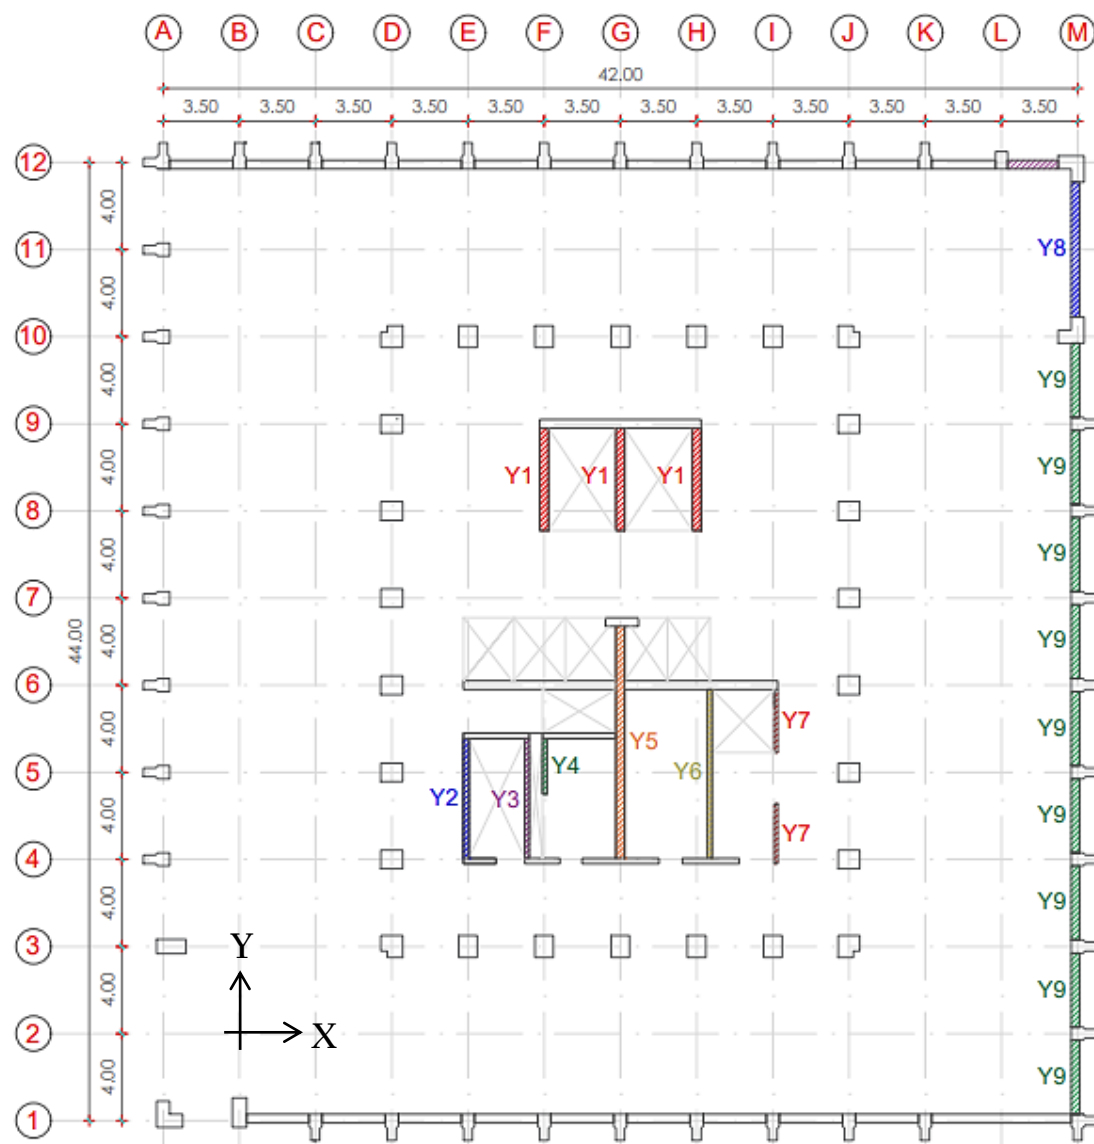 A B C D E F G H I J K L M
42.00
3.50 3.50 3.50 3.50 3.50 3.50 3.50 3.50 3.50 3.50 3.50 3.50
12
4.00
11
Y8
4.00
10
4.00
Y9
9
4.00
Y1 Y1 Y1
Y9
8
4.00
Y9
7
44.00
4.00
Y9
6
4.00
Y7
Y5
Y9
5
Y4
Y6
Y2
Y3
4.00
Y7
Y9
4
4.00
Y9
3
Y
4.00
Y9
2
X
4.00
Y9
1